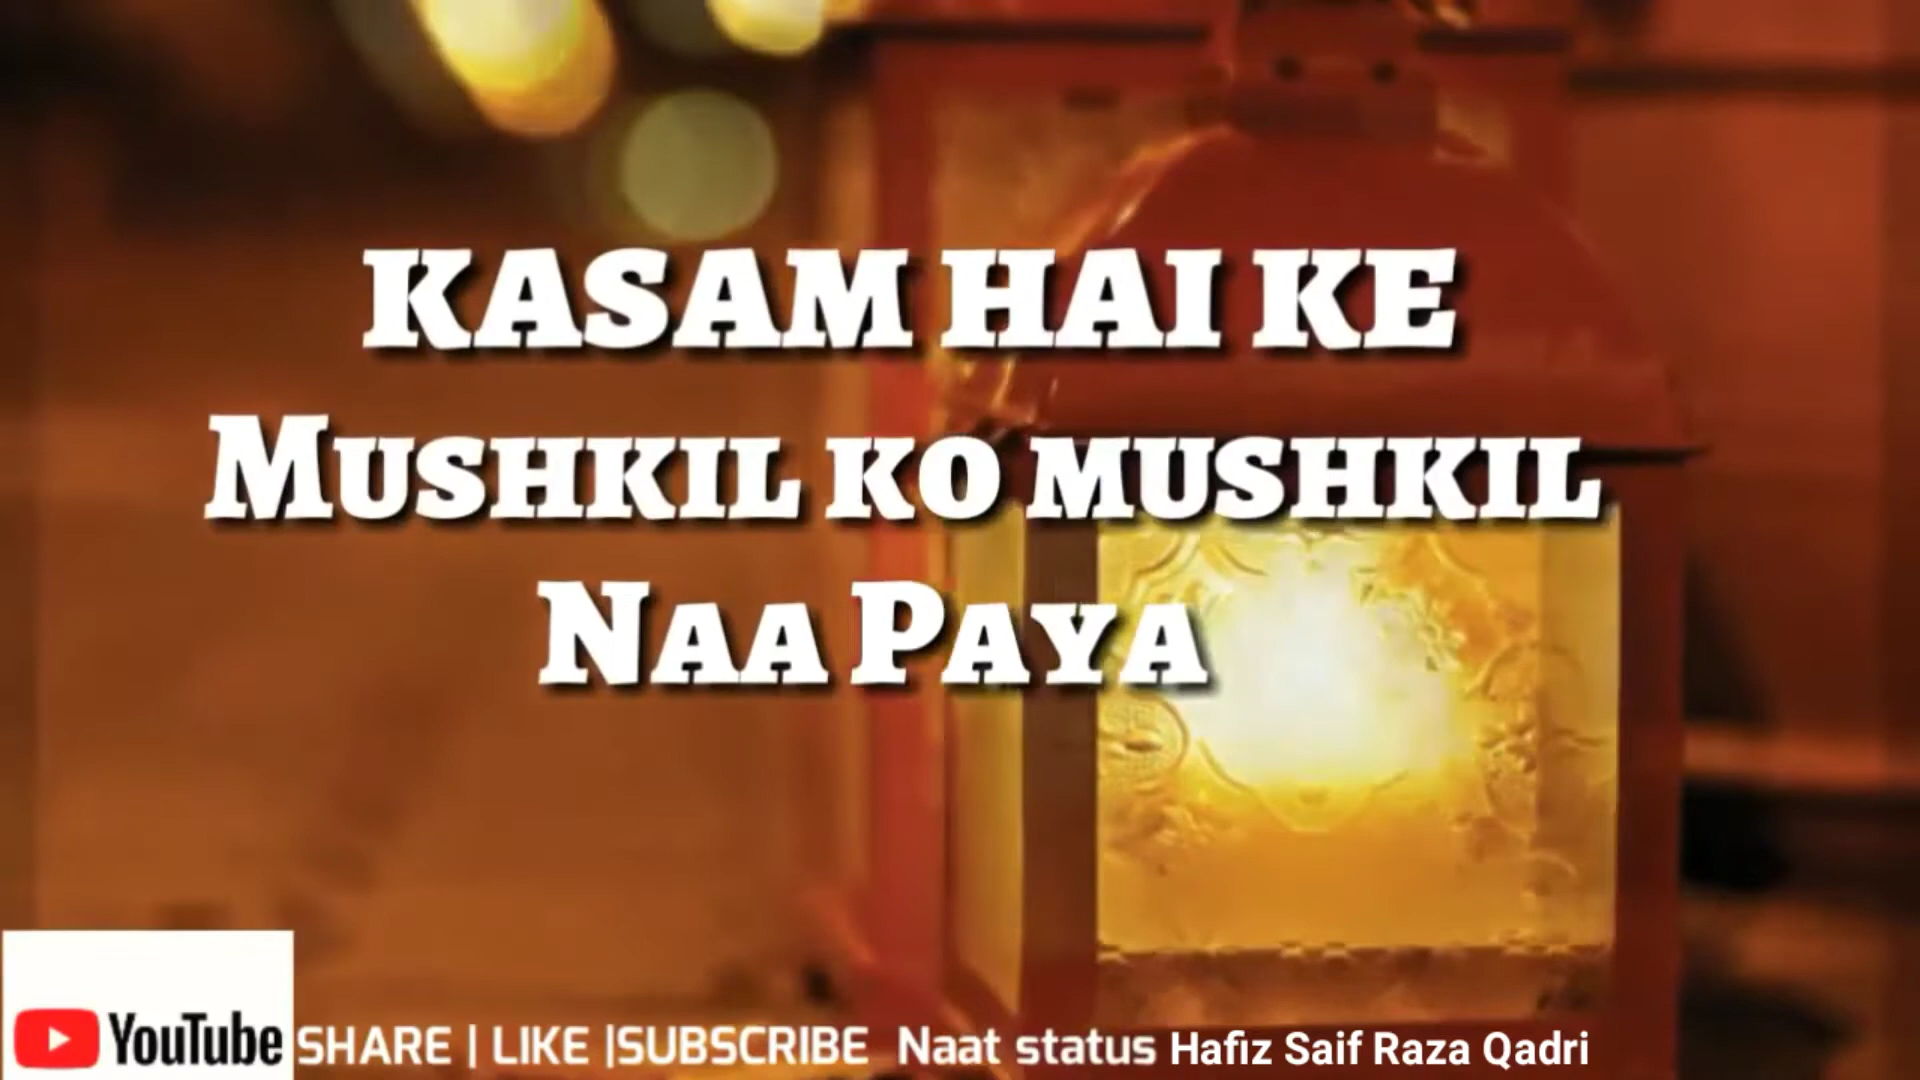 KASAM HAI KE
MUSHKIL KO MUSHKIL
NAA PAYA
YouTube SHARE | LIKE |SUBSCRIBE Naat status Hafiz Saif Raza Qadri